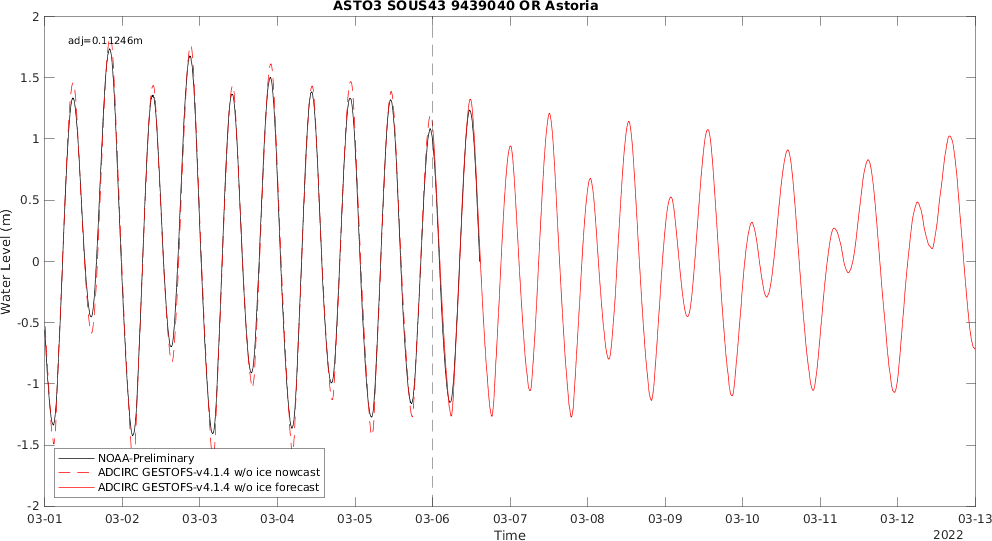 ASTO3 SOUS43 9439040 OR Astoria
adj=0.11246m
Water Level (m)
2
1.5
1
0.5
0
-0.5
-1
-1.5
-2
NOAA-Preliminary
ADCIRC GESTOFS-v4.1.4 w/o ice nowcast
ADCIRC GESTOFS-v4.1.4 w/o ice forecast
03-01 03-02 03-03 03-04 03-05 03-06 03-07 03-08 03-09 03-10 03-11 03-12 03-13
Time
2022